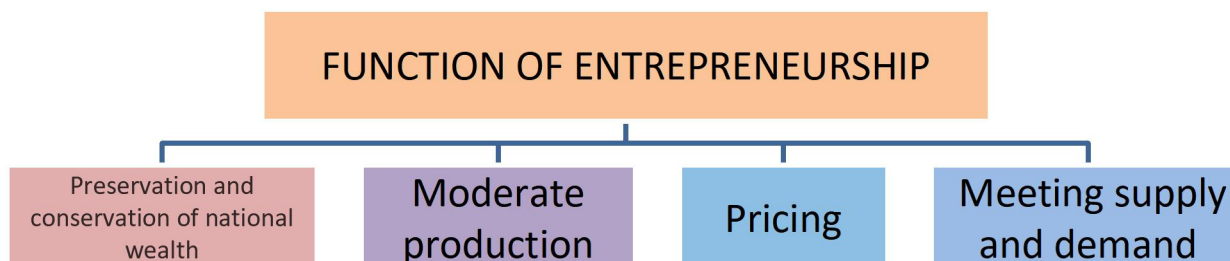 FUNCTION OF ENTREPRENEURSHIP
Preservation and
conservation of national
wealth
Moderate
production
Pricing
Meeting supply
and demand